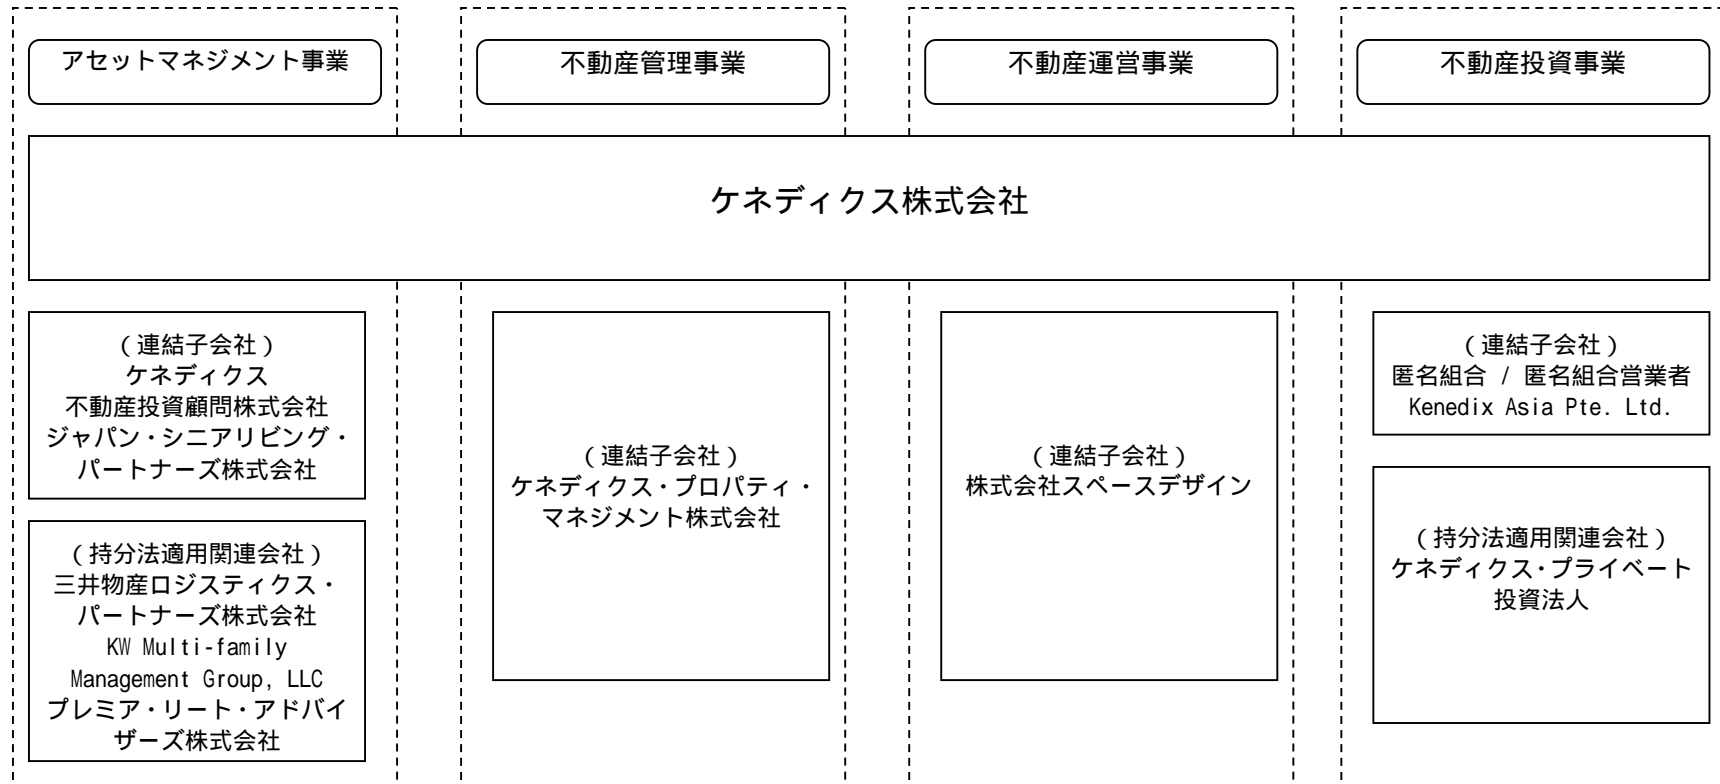 アセットマネジメント事業
不動産管理事業
不動産運営事業
不動産投資事業
ケネディクス株式会社
(連結子会社)
ケネディクス
不動産投資顧問株式会社
ジャパン・シニアリビング・
パートナーズ株式会社
(持分法適用関連会社)
三井物産ロジスティクス・
パートナーズ株式会社
KW Multi-family
Management Group, LLC
プレミア・リート・アドバイ
ザーズ株式会社
(連結子会社)
ケネディクス・プロパティ・
マネジメント株式会社
(連結子会社)
株式会社スペースデザイン
(連結子会社)
匿名組合 / 匿名組合営業者
Kenedix Asia Pte. Ltd.
(持分法適用関連会社)
ケネディクス・プライベート
投資法人